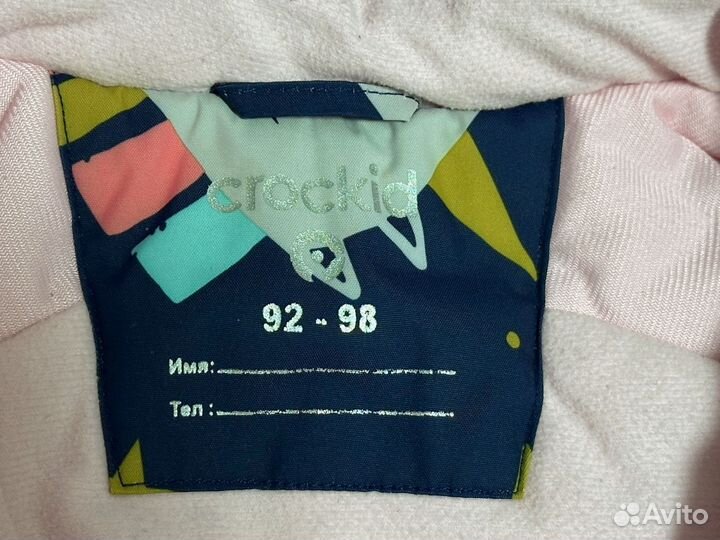 crockid
92 - 98
Имя:
Тел :
Avito